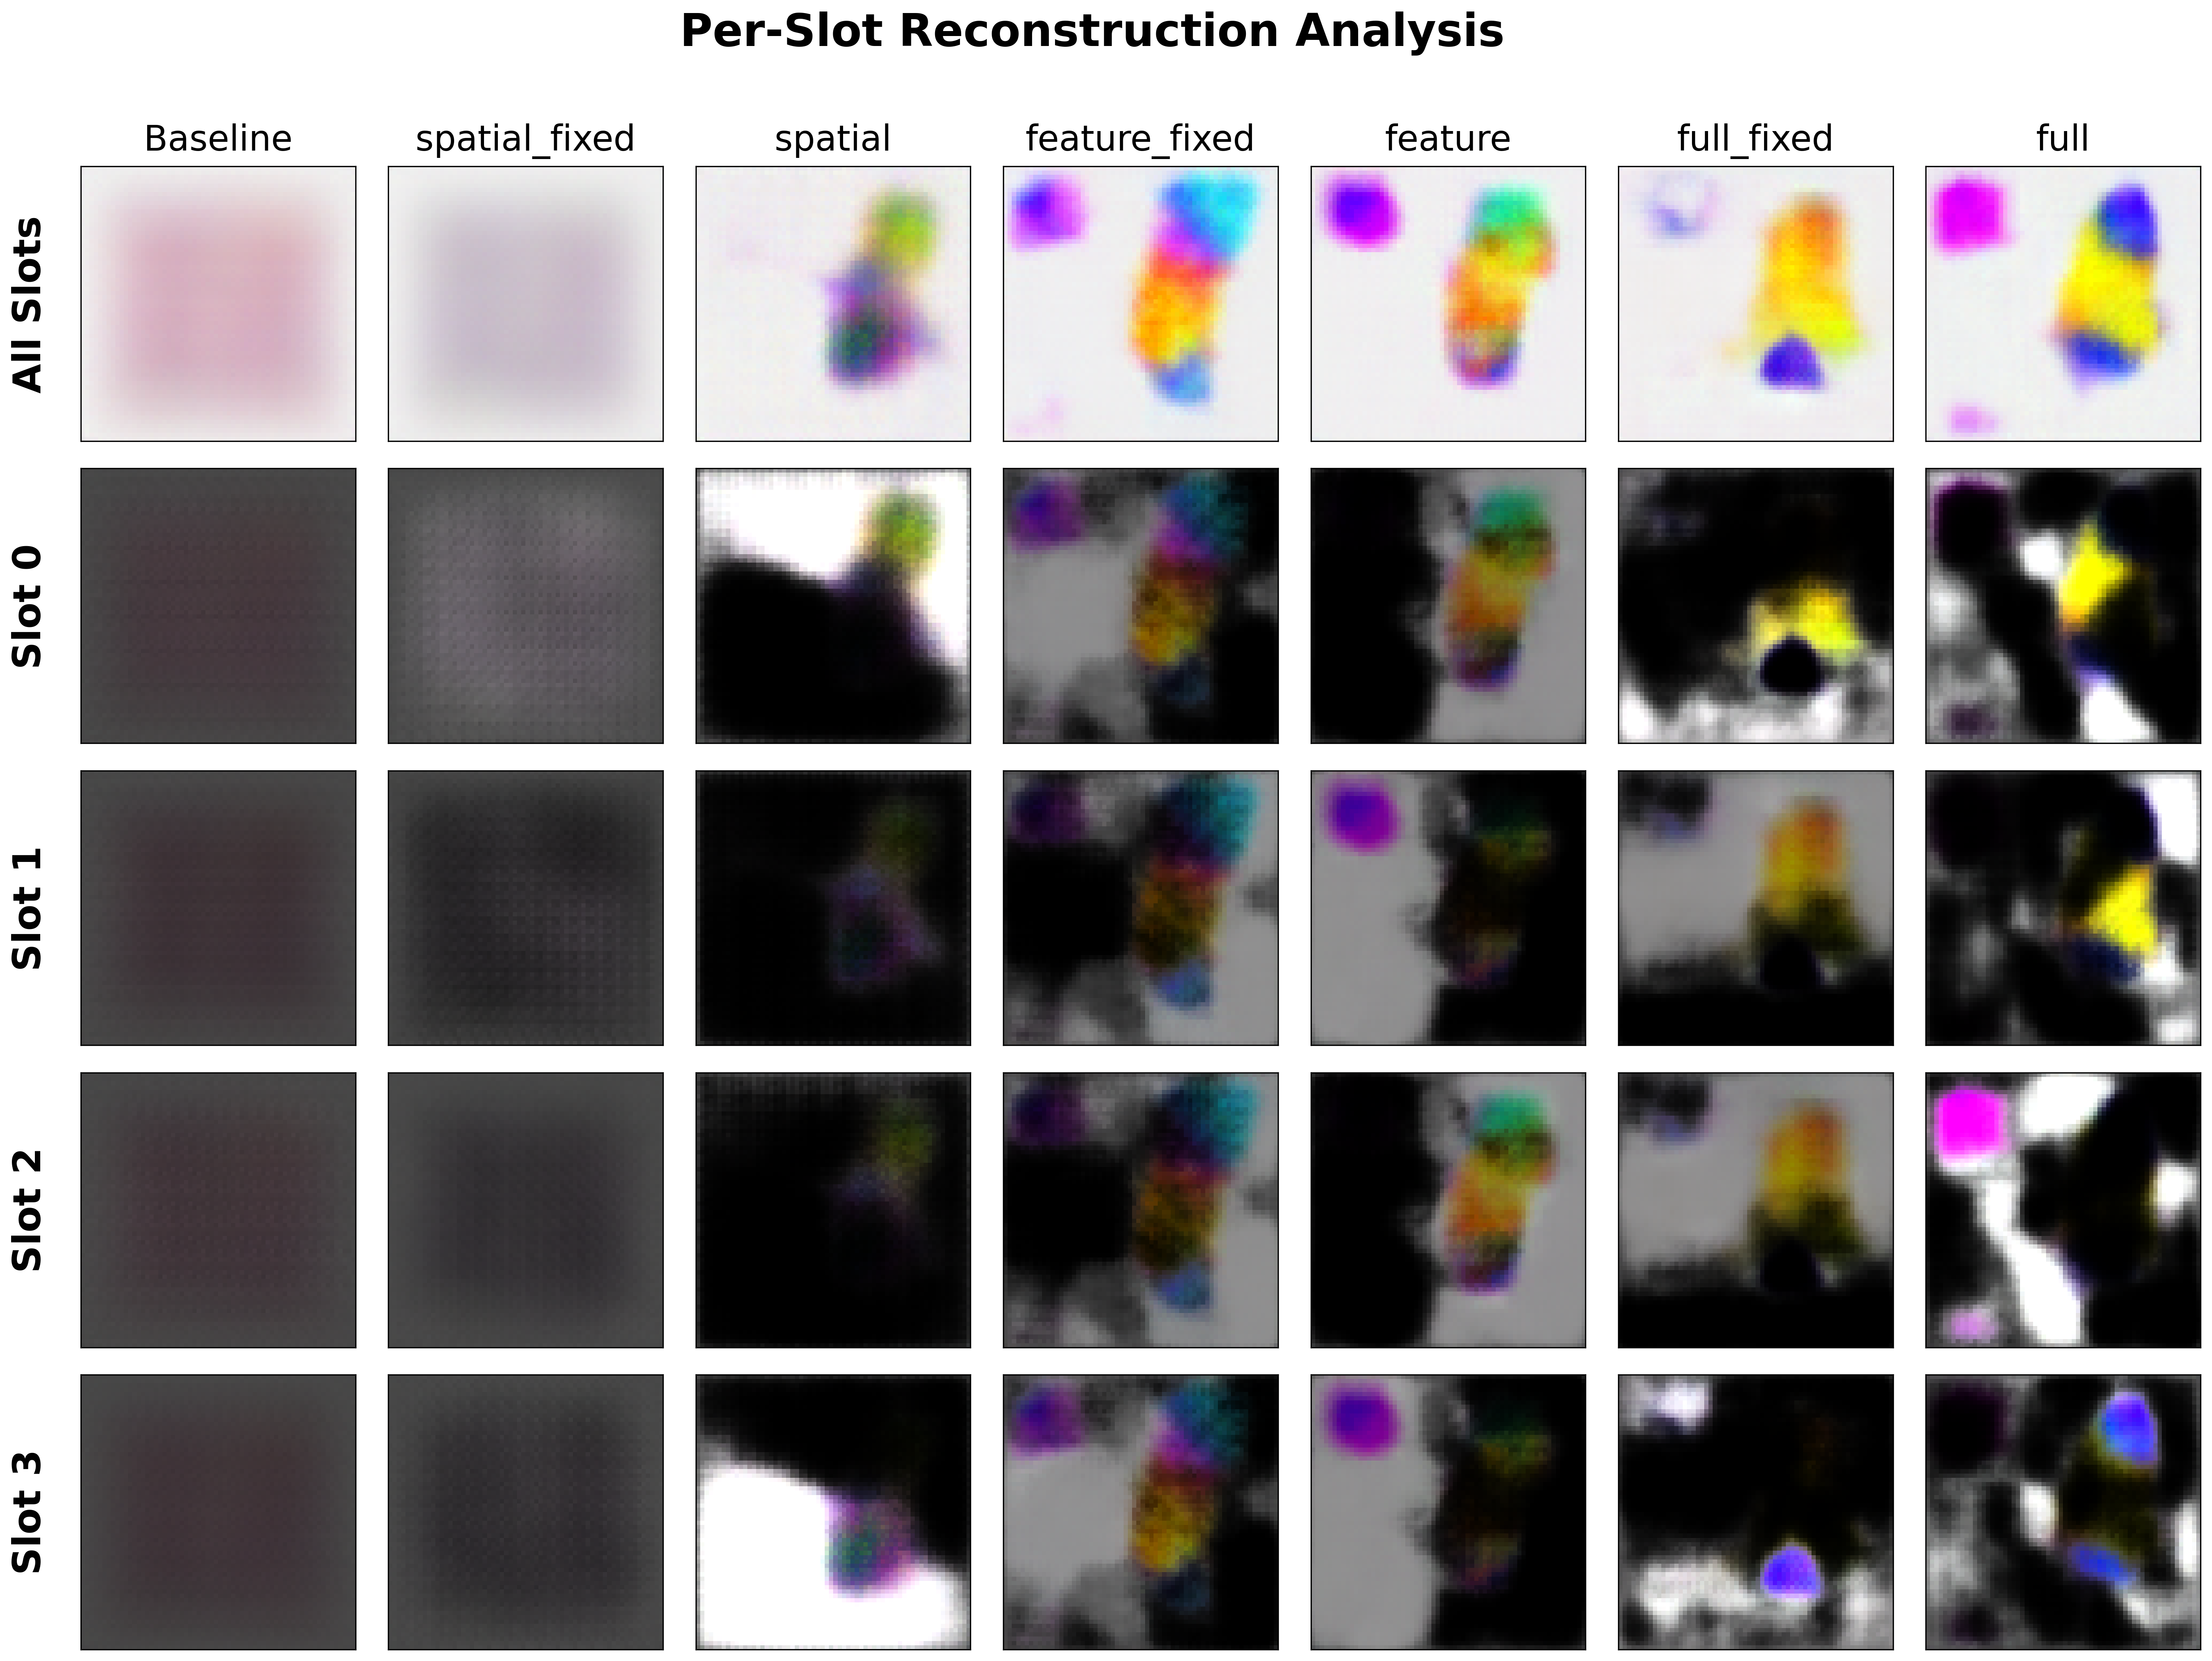 Per-Slot Reconstruction Analysis
Baseline spatial_fixed spatial feature_fixed feature full_fixed full
All Slots
Slot 0
Slot 1
Slot 2
Slot 3